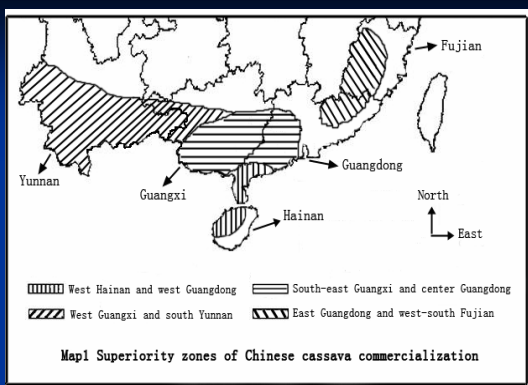 Fujian
Guangdong
Yunnan
Guangxi
North
Hainan
East
West Hainan and west Guangdong
South-east Guangxi and center Guangdong
West Guangxi and south Yunnan
East Guangdong and west-south Fujian
Map1 Superiority zones of Chinese cassava commercialization